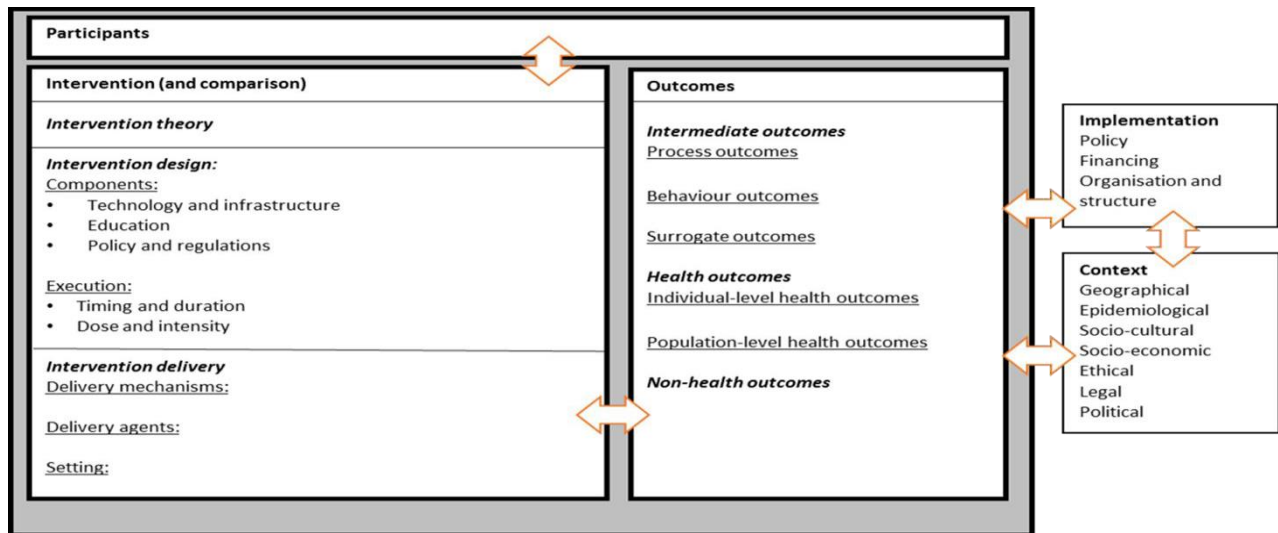 Participants
Intervention (and comparison)
Intervention theory
Intervention design:
Components:
• Technology and infrastructure
• Education
• Policy and regulations
Execution:
• Timing and duration
• Dose and intensity
Intervention delivery
Delivery mechanisms:
Delivery agents:
Setting:
Outcomes
Intermediate outcomes
Process outcomes
Behaviour outcomes
Surrogate outcomes
Health outcomes
Individual-level health outcomes
Population-level health outcomes
Non-health outcomes
Implementation
Policy
Financing
Organisation and
structure
Context
Geographical
Epidemiological
Socio-cultural
Socio-economic
Ethical
Legal
Political